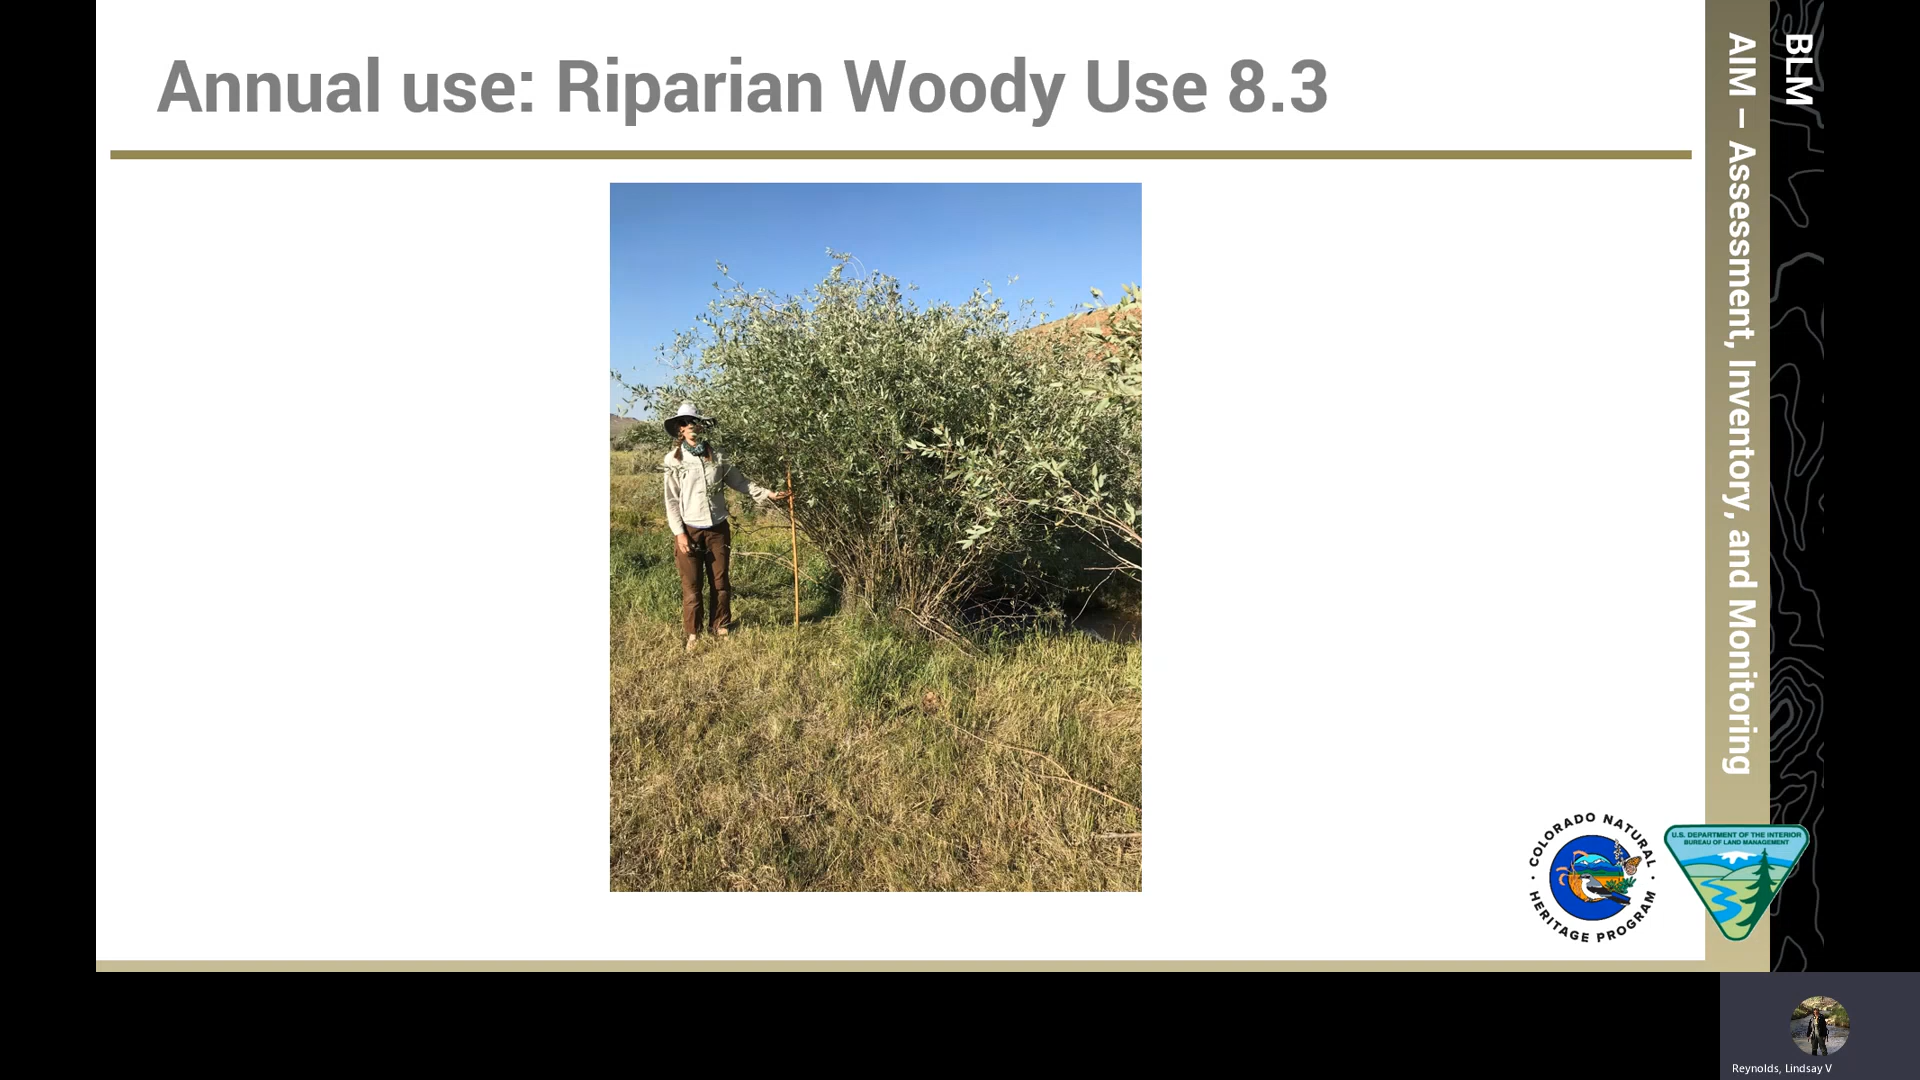 Annual use: Riparian Woody Use 8.3
BLM
AIM – Assessment, Inventory, and Monitoring
COLORADO NATURAL
HERITAGE PROGRAM
U.S. DEPARTMENT OF THE INTERIOR
BUREAU OF LAND MANAGEMENT
Reynolds, Lindsay V